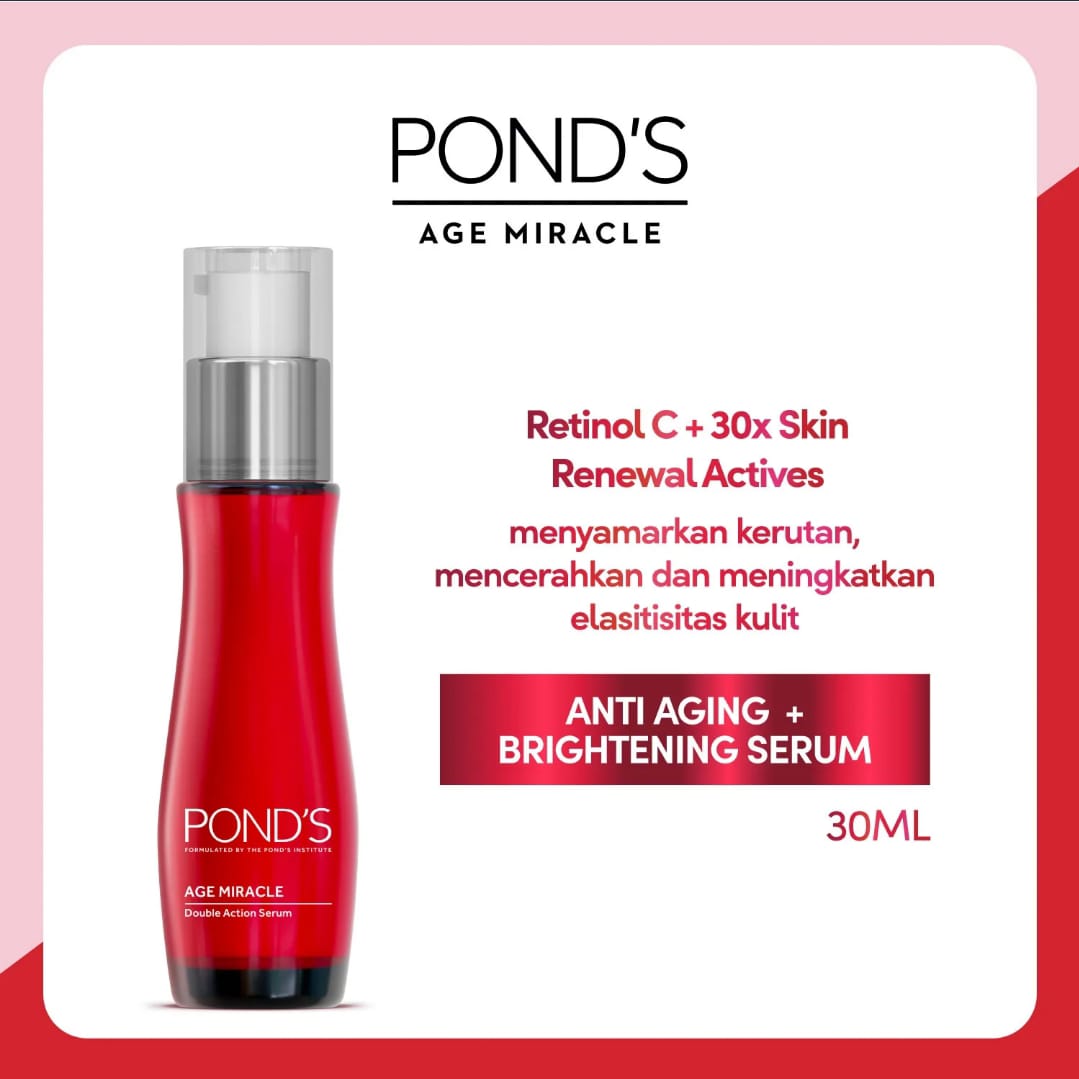 POND'S
AGE MIRACLE
Retinol C + 30x Skin
Renewal Actives
menyamarkan kerutan,
mencerahkan dan meningkatkan
elasitisitas kulit
ANTI AGING +
BRIGHTENING SERUM
30ML
POND'S
FORMULATED BY THE POND'S INSTITUTE
AGE MIRACLE
Double Action Serum